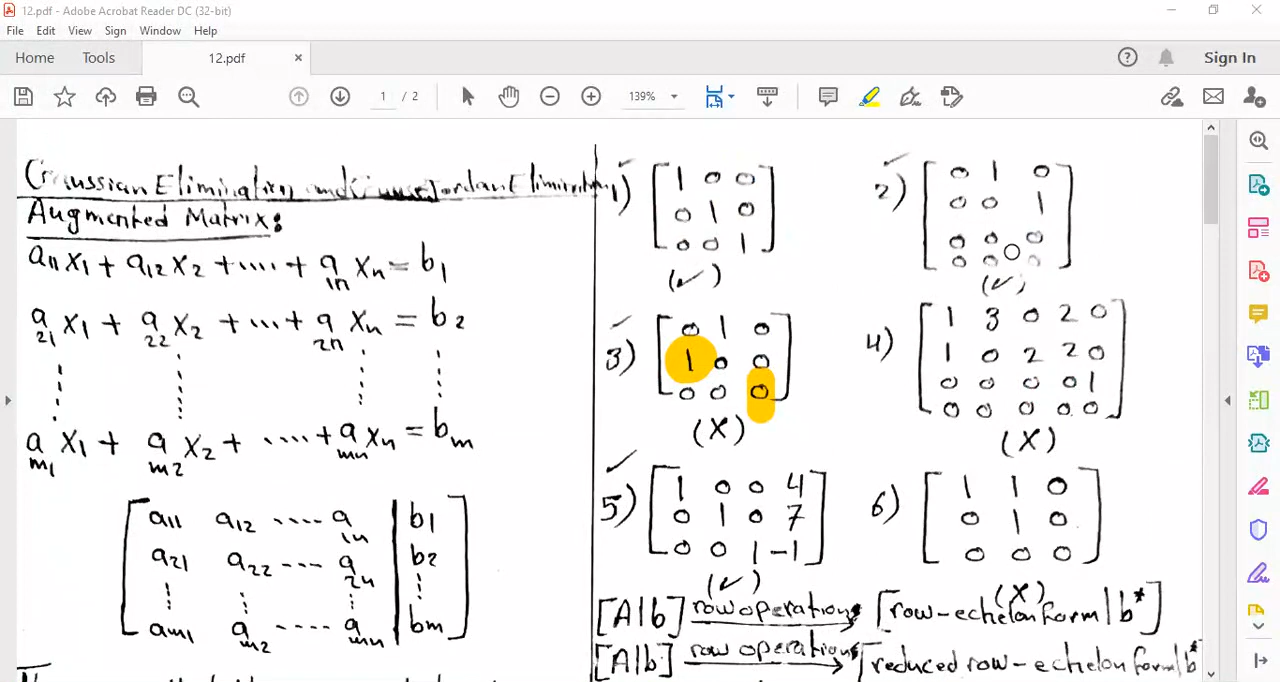 12.pdf - Adobe Acrobat Reader DC (32-bit)
File Edit View Sign Window Help
Home Tools 12.pdf × Sign In
1 / 2 139%
Gaussian Elimination and Gauss Jordan Elimination
Augmented Matrix:
a11 x1 + a12 x2 + .... + a1n xn = b1
a21 x1 + a22 x2 + ... + a2n xn = b2
am1 x1 + am2 x2 + .... + amn xn = bm
a11 a12 .... a1n | b1
a21 a22 ... a2n | b2
am1 am2 .... amn | bm
1) [1 0 0
0 1 0
0 0 1]
(✓)
2) [0 1 0
0 0 1
0 0 0
0 0 0]
(✓)
3) [0 1 0
1 0 0
0 0 0]
(X)
4) [1 3 0 2 0
1 0 2 2 0
0 0 0 0 1
0 0 0 0 0]
(X)
5) [1 0 0 4
0 1 0 7
0 0 1 -1]
(✓)
6) [1 1 0
0 1 0
0 0 0]
(X)
[A|b] row operations → [row-echelon form | b*]
[A|b] row operations → [reduced row-echelon form | b*